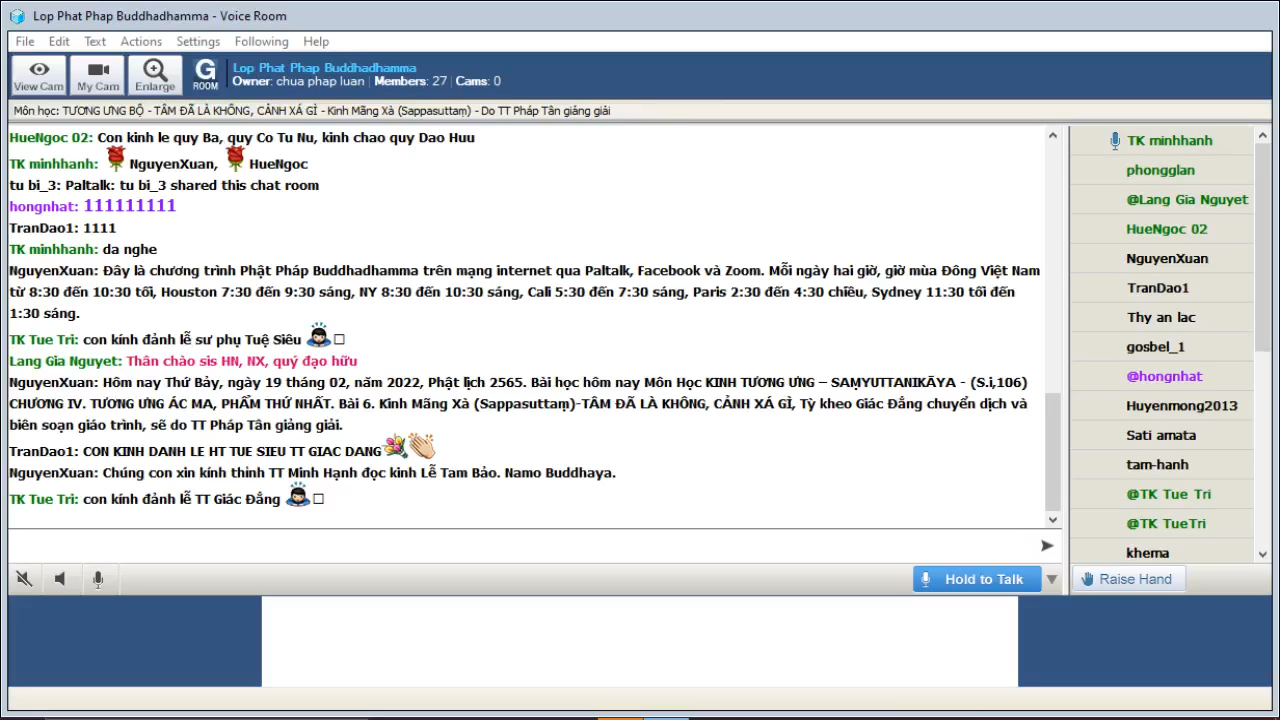 Lop Phat Phap Buddhadhamma - Voice Room
File Edit Text Actions Settings Following Help
View Cam My Cam Enlarge G ROOM
Lop Phat Phap Buddhadhamma
Owner: chua phap luan Members: 27 Cams: 0
Môn học: TƯƠNG ƯNG BỘ - TÂM ĐÃ LÀ KHÔNG, CẢNH XÁ GÌ - Kinh Mãng Xà (Sappasuttaṃ) - Do TT Pháp Tân giảng giải
HueNgoc 02: Con kinh le quy Ba, quy Co Tu Nu, kinh chao quy Dao Huu
TK minhhanh: NguyenXuan, HueNgoc
tu bi_3: Paltalk: tu bi_3 shared this chat room
hongnhat: 111111111
TranDao1: 1111
TK minhhanh: da nghe
NguyenXuan: Đây là chương trình Phật Pháp Buddhadhamma trên mạng internet qua Paltalk, Facebook và Zoom. Mỗi ngày hai giờ, giờ mùa Đông Việt Nam
từ 8:30 đến 10:30 tối, Houston 7:30 đến 9:30 sáng, NY 8:30 đến 10:30 sáng, Cali 5:30 đến 7:30 sáng, Paris 2:30 đến 4:30 chiều, Sydney 11:30 tối đến
1:30 sáng.
TK Tue Tri: con kính đảnh lễ sư phụ Tuệ Siêu
Lang Gia Nguyet: Thân chào sis HN, NX, quý đạo hữu
NguyenXuan: Hôm nay Thứ Bảy, ngày 19 tháng 02, năm 2022, Phật lịch 2565. Bài học hôm nay Môn Học KINH TƯƠNG ƯNG – SAṂYUTTANIKĀYA - (S.i,106)
CHƯƠNG IV. TƯƠNG ƯNG ÁC MA, PHẨM THỨ NHẤT. Bài 6. Kinh Mãng Xà (Sappasuttaṃ)-TÂM ĐÃ LÀ KHÔNG, CẢNH XÁ GÌ, Tỳ kheo Giác Đẳng chuyển dịch và
biên soạn giáo trình, sẽ do TT Pháp Tân giảng giải.
TranDao1: CON KINH DANH LE HT TUE SIEU TT GIAC DANG
NguyenXuan: Chúng con xin kính thỉnh TT Minh Hạnh đọc kinh Lễ Tam Bảo. Namo Buddhaya.
TK Tue Tri: con kính đảnh lễ TT Giác Đẳng
Hold to Talk
TK minhhanh
phongglan
@Lang Gia Nguyet
HueNgoc 02
NguyenXuan
TranDao1
Thy an lac
gosbel_1
@hongnhat
Huyenmong2013
Sati amata
tam-hanh
@TK Tue Tri
@TK TueTri
khema
Raise Hand